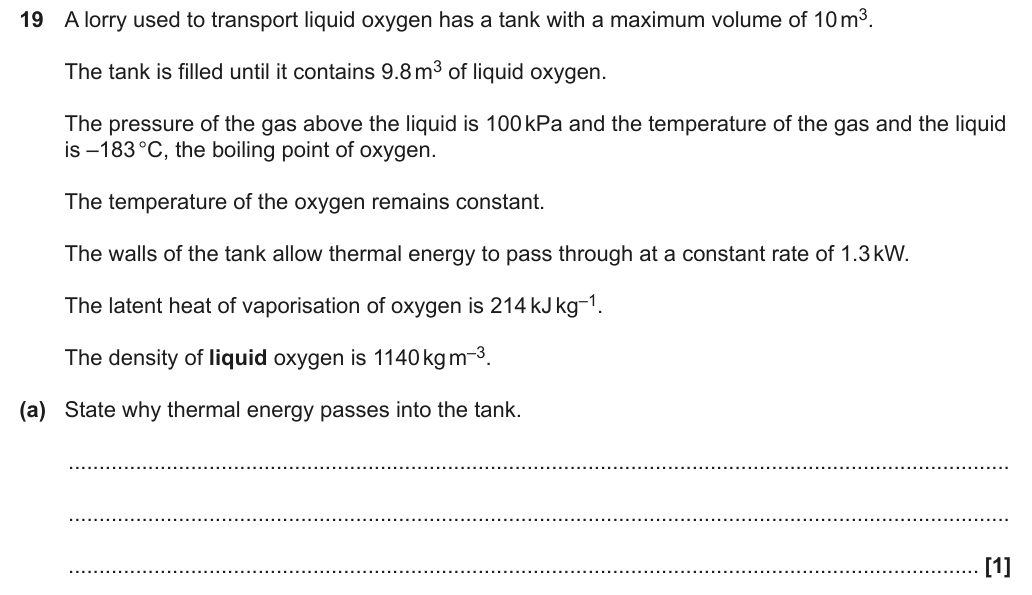 19 A lorry used to transport liquid oxygen has a tank with a maximum volume of 10 m³.
The tank is filled until it contains 9.8 m³ of liquid oxygen.
The pressure of the gas above the liquid is 100 kPa and the temperature of the gas and the liquid
is –183 °C, the boiling point of oxygen.
The temperature of the oxygen remains constant.
The walls of the tank allow thermal energy to pass through at a constant rate of 1.3 kW.
The latent heat of vaporisation of oxygen is 214 kJ kg⁻¹.
The density of liquid oxygen is 1140 kg m⁻³.
(a) State why thermal energy passes into the tank.
..........................................................................................
..........................................................................................
.......................................................................................... [1]